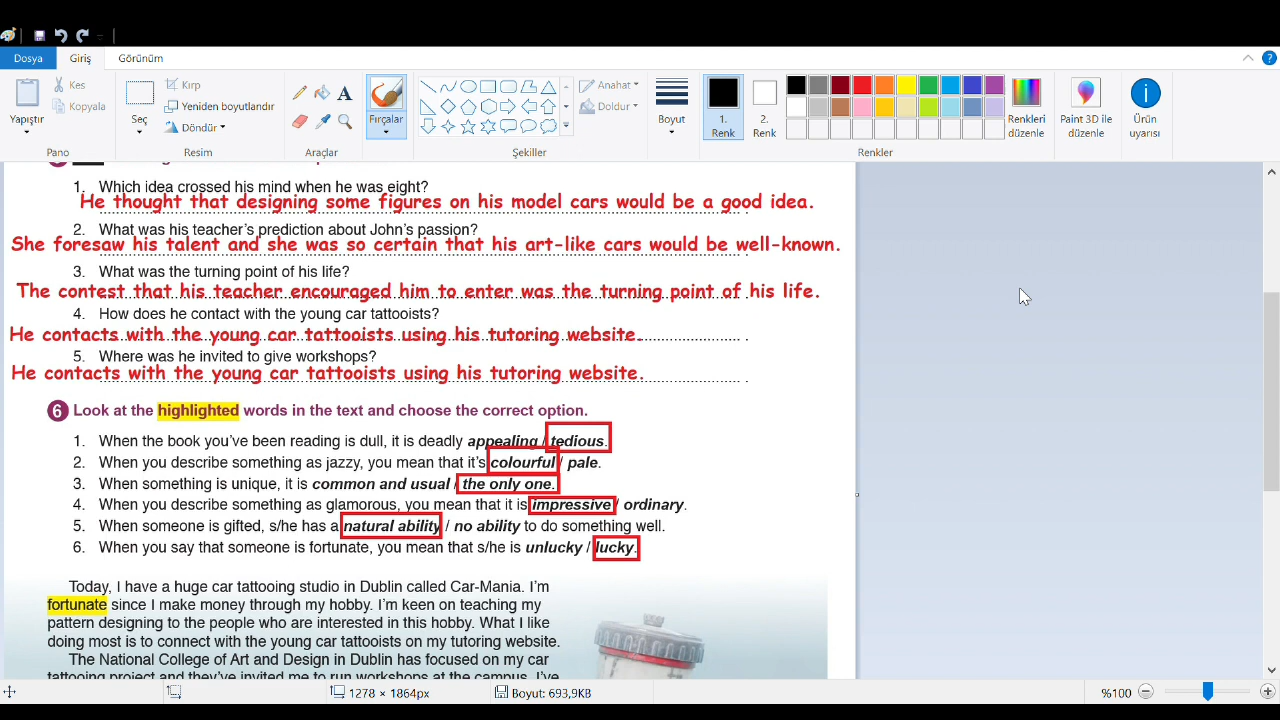 Dosya Giriş Görünüm
Yapıştır
Kes
Kopyala
Pano
Seç
Kırp
Yeniden boyutlandır
Döndür
Resim
A
Araçlar
Fırçalar
Şekiller
Anahat
Doldur
Boyut
1. Renk
2. Renk
Renkler
Renkleri düzenle
Paint 3D ile düzenle
Ürün uyarısı
1. Which idea crossed his mind when he was eight?
He thought that designing some figures on his model cars would be a good idea.
2. What was his teacher's prediction about John's passion?
She foresaw his talent and she was so certain that his art-like cars would be well-known.
3. What was the turning point of his life?
The contest that his teacher encouraged him to enter was the turning point of his life.
4. How does he contact with the young car tattooists?
He contacts with the young car tattooists using his tutoring website.
5. Where was he invited to give workshops?
He contacts with the young car tattooists using his tutoring website.
6 Look at the highlighted words in the text and choose the correct option.
1. When the book you've been reading is dull, it is deadly appealing / tedious.
2. When you describe something as jazzy, you mean that it's colourful / pale.
3. When something is unique, it is common and usual / the only one.
4. When you describe something as glamorous, you mean that it is impressive / ordinary.
5. When someone is gifted, s/he has a natural ability / no ability to do something well.
6. When you say that someone is fortunate, you mean that s/he is unlucky / lucky.
Today, I have a huge car tattooing studio in Dublin called Car-Mania. I'm
fortunate since I make money through my hobby. I'm keen on teaching my
pattern designing to the people who are interested in this hobby. What I like
doing most is to connect with the young car tattooists on my tutoring website.
The National College of Art and Design in Dublin has focused on my car
tattooing project and they've invited me to run workshops at the campus. I've
1278 × 1864px
Boyut: 693,9KB
%100